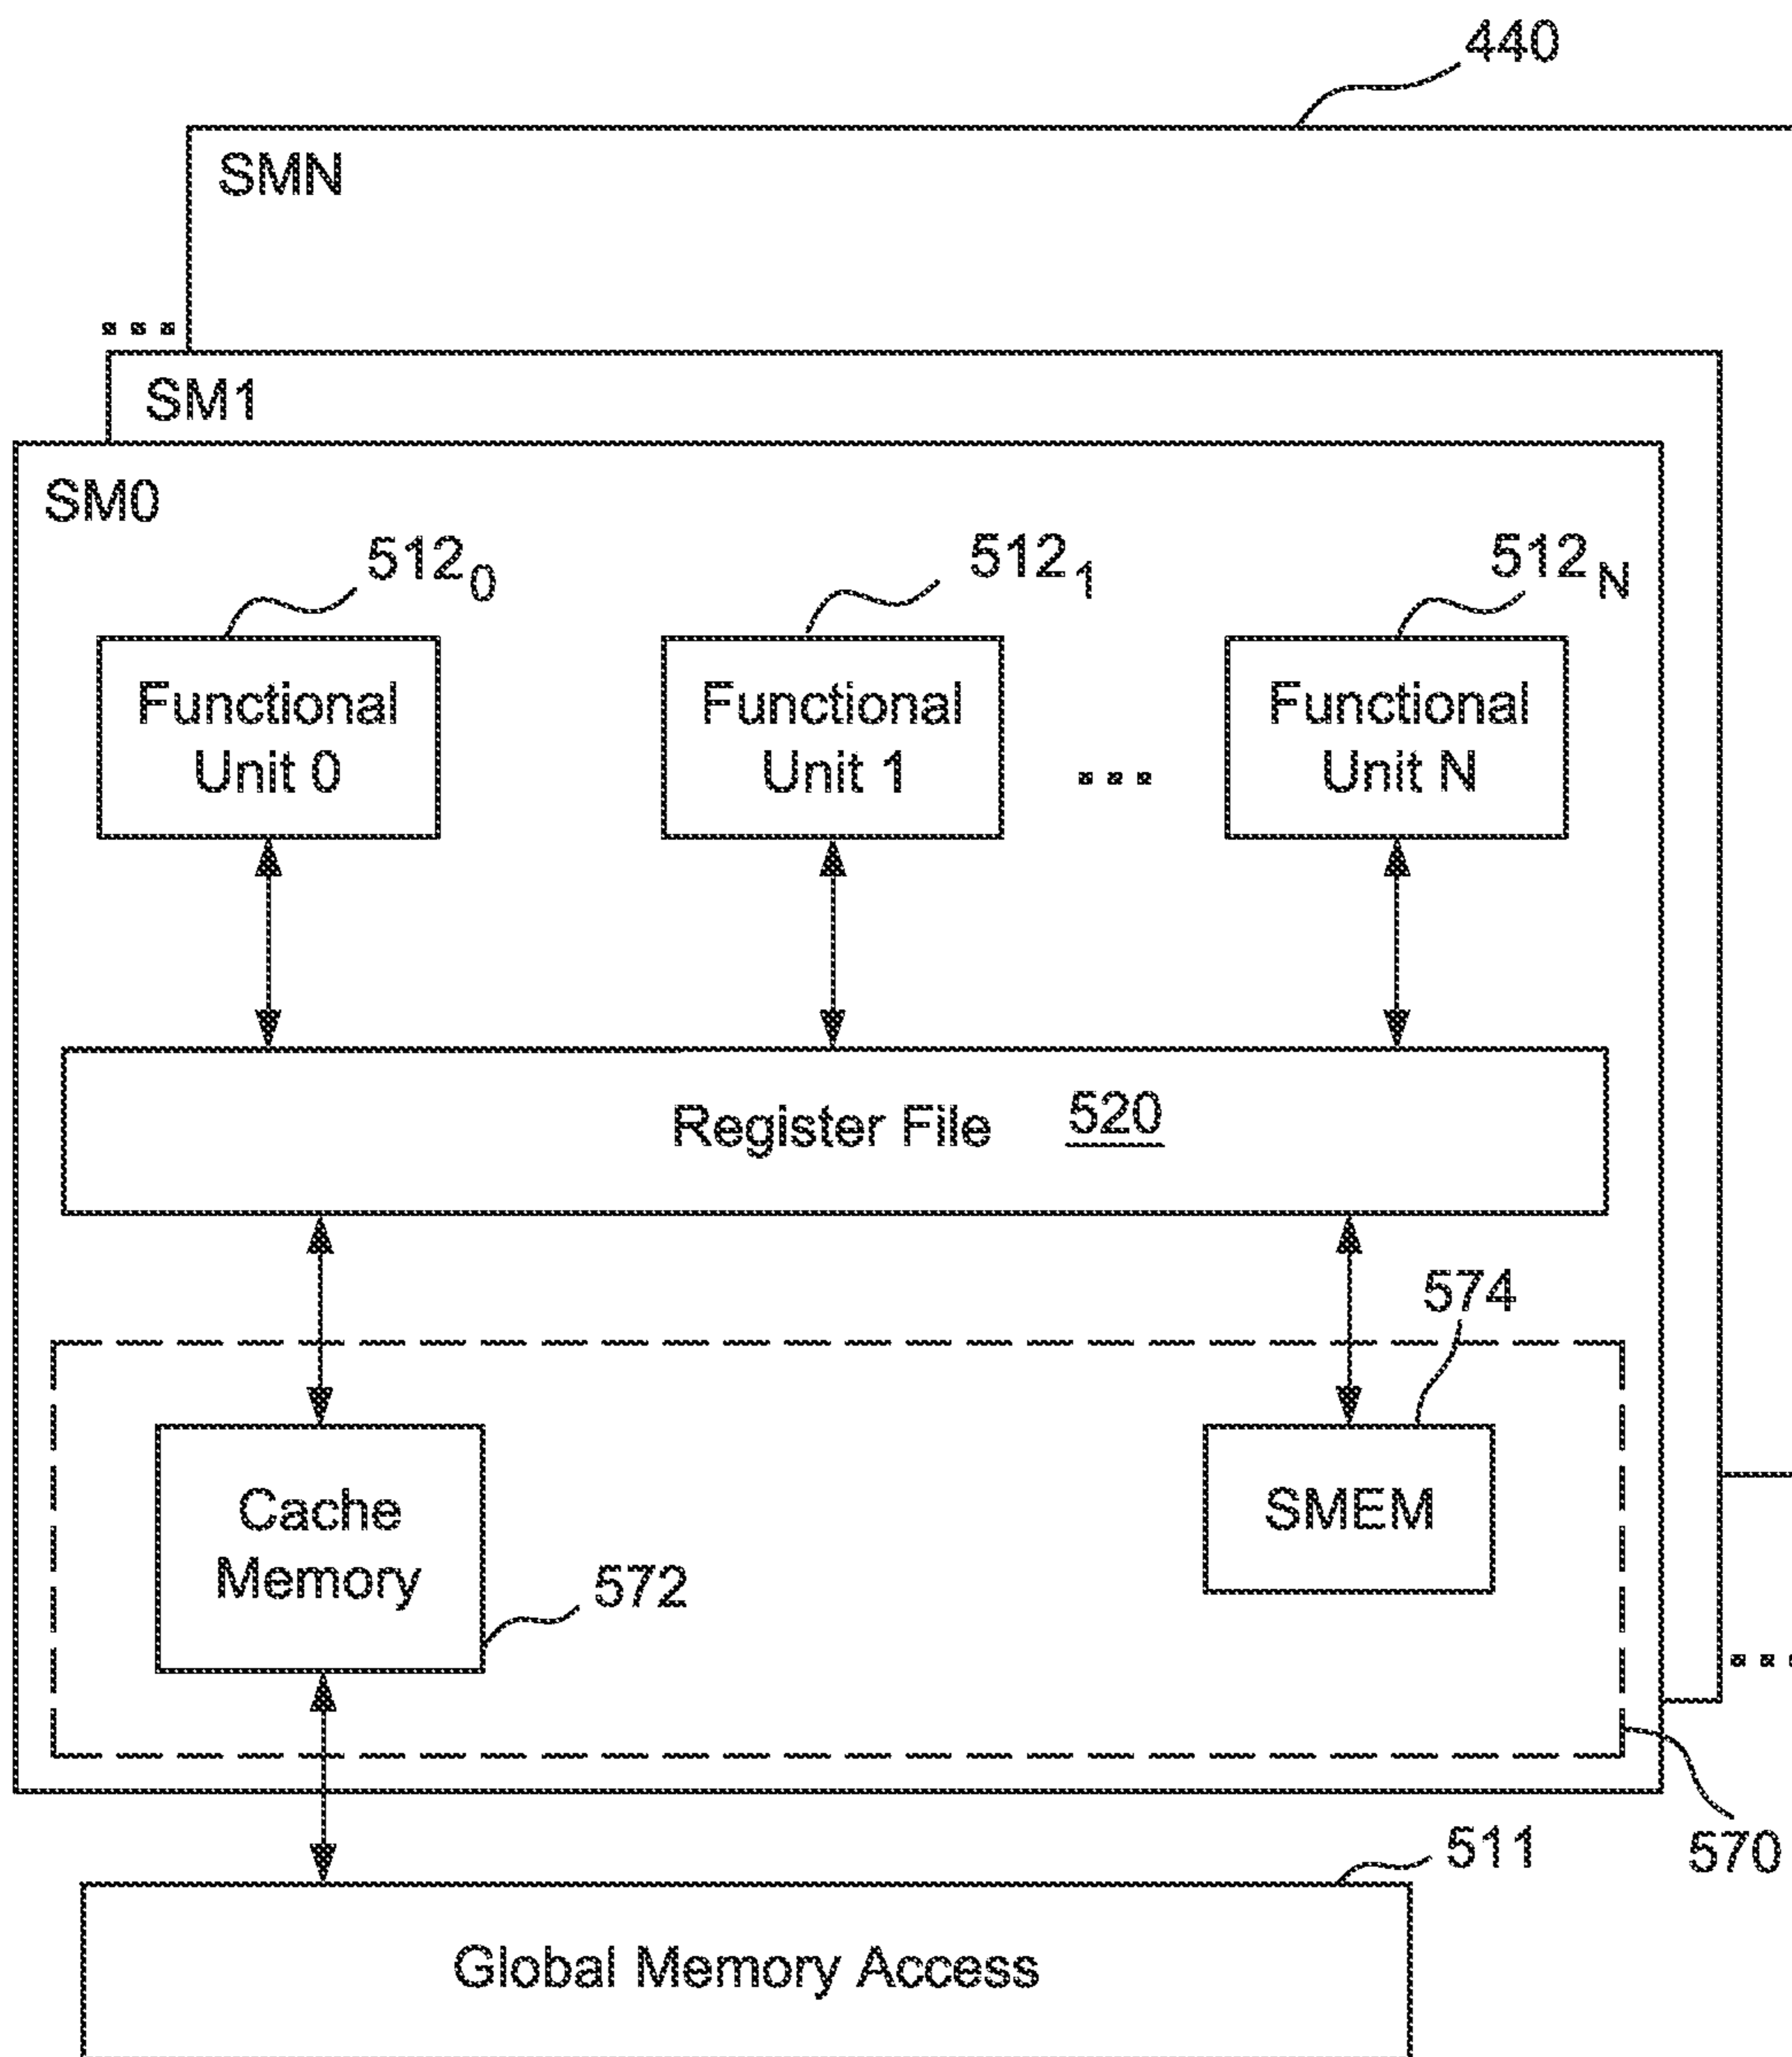 440
SMN
...
SM1
SM0
512₀
512₁
512 N
Functional
Unit 0
Functional
Unit 1
...
Functional
Unit N
Register File 520
574
Cache
Memory
SMEM
572
...
511
570
Global Memory Access